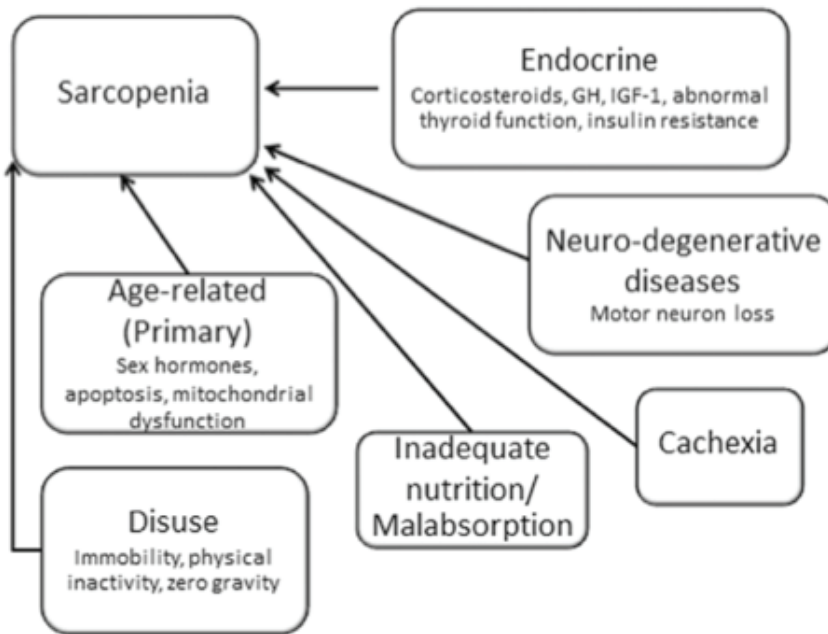 Sarcopenia
Endocrine
Corticosteroids, GH, IGF-1, abnormal
thyroid function, insulin resistance
Neuro-degenerative
diseases
Motor neuron loss
Age-related
(Primary)
Sex hormones,
apoptosis, mitochondrial
dysfunction
Cachexia
Inadequate
nutrition/
Malabsorption
Disuse
Immobility, physical
inactivity, zero gravity